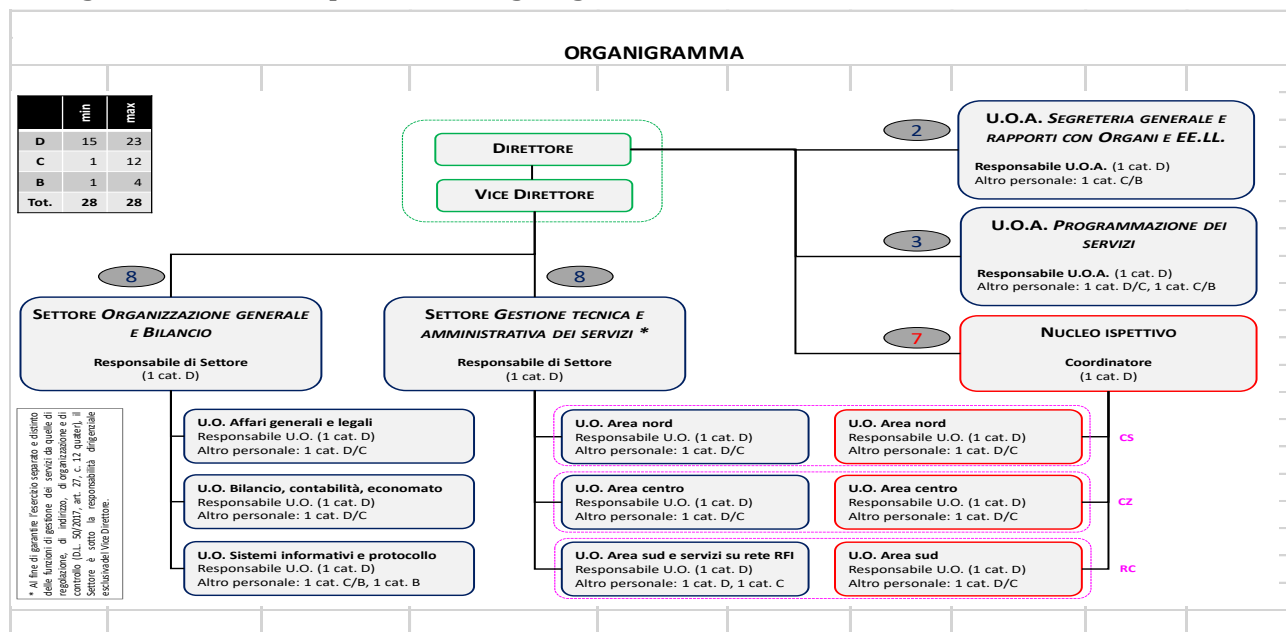 ORGANIGRAMMA
min max
D 15 23
C 1 12
B 1 4
Tot. 28 28
DIRETTORE
VICE DIRETTORE
2
U.O.A. SEGRETERIA GENERALE E
RAPPORTI CON ORGANI E EE.LL.
Responsabile U.O.A. (1 cat. D)
Altro personale: 1 cat. C/B
3
U.O.A. PROGRAMMAZIONE DEI
SERVIZI
Responsabile U.O.A. (1 cat. D)
Altro personale: 1 cat. D/C, 1 cat. C/B
7
NUCLEO ISPETTIVO
Coordinatore
(1 cat. D)
8
SETTORE ORGANIZZAZIONE GENERALE
E BILANCIO
Responsabile di Settore
(1 cat. D)
8
SETTORE GESTIONE TECNICA E
AMMINISTRATIVA DEI SERVIZI *
Responsabile di Settore
(1 cat. D)
U.O. Affari generali e legali
Responsabile U.O. (1 cat. D)
Altro personale: 1 cat. D/C
U.O. Bilancio, contabilità, economato
Responsabile U.O. (1 cat. D)
Altro personale: 1 cat. D/C
U.O. Sistemi informativi e protocollo
Responsabile U.O. (1 cat. D)
Altro personale: 1 cat. C/B, 1 cat. B
U.O. Area nord
Responsabile U.O. (1 cat. D)
Altro personale: 1 cat. D/C
U.O. Area nord
Responsabile U.O. (1 cat. D)
Altro personale: 1 cat. D/C
CS
U.O. Area centro
Responsabile U.O. (1 cat. D)
Altro personale: 1 cat. D/C
U.O. Area centro
Responsabile U.O. (1 cat. D)
Altro personale: 1 cat. D/C
CZ
U.O. Area sud e servizi su rete RFI
Responsabile U.O. (1 cat. D)
Altro personale: 1 cat. D, 1 cat. C
U.O. Area sud
Responsabile U.O. (1 cat. D)
Altro personale: 1 cat. D/C
RC
* Al fine di garantire l'esercizio separato e distinto
delle funzioni di gestione dei servizi da quelle di
regolazione, di indirizzo, di organizzazione e di
controllo (D.L. 50/2017, art. 27, c. 12 quater), il
Settore è sotto la responsabilità dirigenziale
esclusiva del Vice Direttore.